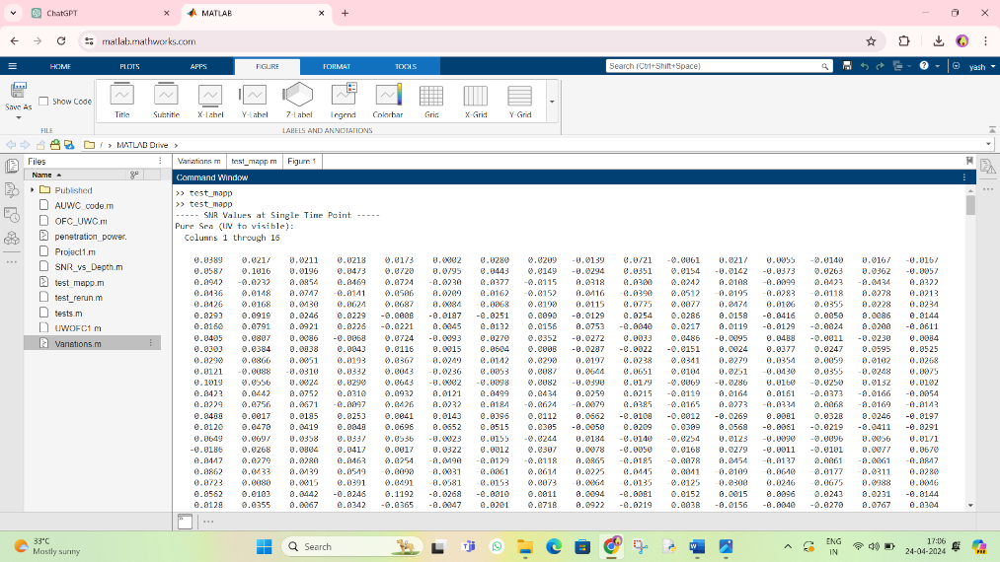 ChatGPT
MATLAB
matlab.mathworks.com
HOME PLOTS APPS FIGURE FORMAT TOOLS
Search (Ctrl+Shift+Space)
yash
Save As
Show Code
Title Subtitle X-Label Y-Label Z-Label Legend Colorbar Grid X-Grid Y-Grid
FILE LABELS AND ANNOTATIONS
/ > MATLAB Drive >
Files
Name
Published
AUWC_code.m
OFC_UWC.m
penetration_power.
Project1.m
SNR_vs_Depth.m
test_mapp.m
test_rerun.m
tests.m
UWOFC1.m
Variations.m
Variations.m test_mapp.m Figure 1
Command Window
>> test_mapp
>> test_mapp
----- SNR Values at Single Time Point -----
Pure Sea (UV to visible):
Columns 1 through 16
0.0389 0.0217 0.0211 0.0218 0.0173 0.0002 0.0280 0.0209 -0.0139 0.0721 -0.0061 0.0217 0.0055 -0.0140 0.0167 -0.0167
0.0587 0.1016 0.0196 0.0473 0.0720 0.0795 0.0443 0.0149 -0.0294 0.0351 0.0154 -0.0142 -0.0373 0.0263 0.0362 -0.0057
0.0942 -0.0232 0.0854 0.0469 0.0724 -0.0230 0.0377 -0.0115 0.0318 0.0300 0.0242 0.0108 -0.0099 0.0423 -0.0434 0.0322
0.0436 0.0148 0.0747 -0.0141 0.0506 0.0209 0.0162 -0.0152 0.0416 -0.0390 0.0512 -0.0195 -0.0283 -0.0118 0.0278 0.0213
0.0426 0.0168 0.0430 0.0624 0.0687 0.0084 0.0068 0.0190 0.0115 0.0775 0.0077 0.0474 0.0106 0.0355 0.0228 0.0234
0.0293 0.0919 0.0246 0.0229 -0.0008 -0.0187 -0.0251 0.0090 -0.0129 0.0254 0.0286 0.0158 -0.0416 0.0050 0.0086 0.0144
0.0160 0.0791 0.0921 0.0226 -0.0221 0.0045 0.0132 0.0156 0.0753 -0.0040 0.0217 0.0119 -0.0129 -0.0024 0.0200 -0.0611
0.0405 0.0807 0.0086 -0.0068 0.0724 -0.0093 0.0270 0.0352 -0.0272 0.0033 0.0486 -0.0095 0.0488 -0.0011 -0.0230 0.0084
0.0303 0.0384 0.0838 0.0043 0.0116 0.0015 0.0604 0.0008 -0.0287 -0.0022 -0.0151 0.0024 0.0377 -0.0247 0.0595 0.0525
0.0290 0.0866 0.0051 0.0193 0.0367 0.0249 0.0142 0.0290 0.0197 0.0238 0.0341 0.0279 0.0354 0.0059 0.0102 0.0268
0.0121 0.0088 -0.0310 0.0332 0.0043 -0.0236 0.0053 0.0087 0.0644 0.0651 0.0104 0.0251 -0.0430 0.0355 -0.0248 0.0075
0.1019 0.0556 0.0024 0.0290 0.0643 -0.0002 -0.0098 0.0082 -0.0390 0.0179 -0.0069 -0.0286 0.0160 -0.0250 0.0132 0.0102
0.0423 0.0442 0.0752 0.0310 0.0932 0.0121 0.0499 0.0434 0.0259 0.0215 -0.0119 0.0164 0.0161 -0.0373 -0.0166 -0.0054
0.0229 0.0756 0.0671 -0.0097 0.0426 0.0232 0.0184 -0.0624 -0.0079 0.0385 -0.0165 0.0273 -0.0334 0.0068 -0.0169 -0.0143
0.0488 0.0017 0.0185 0.0253 0.0041 0.0143 0.0396 0.0112 0.0662 -0.0108 -0.0012 -0.0269 0.0081 0.0328 0.0246 -0.0197
0.0120 0.0470 0.0419 0.0048 0.0696 0.0652 0.0515 0.0305 -0.0050 0.0209 0.0309 0.0568 -0.0061 -0.0219 0.0411 -0.0291
0.0649 0.0697 0.0358 0.0337 0.0536 -0.0023 0.0155 -0.0244 0.0184 -0.0140 -0.0254 0.0123 -0.0090 -0.0096 0.0056 -0.0171
-0.0186 0.0268 0.0804 0.0417 0.0017 0.0322 0.0012 0.0307 0.0078 -0.0050 0.0168 0.0279 -0.0011 -0.0101 0.0077 0.0670
0.0447 0.0279 0.0280 0.0463 0.0254 -0.0490 -0.0129 -0.0118 0.0865 -0.0185 -0.0078 0.0454 -0.0137 0.0061 -0.0061 -0.0847
0.0862 0.0433 0.0439 0.0549 0.0090 0.0031 -0.0061 0.0614 0.0225 0.0445 0.0041 -0.0109 -0.0640 0.0177 -0.0311 0.0280
0.0723 0.0080 0.0015 0.0391 0.0491 -0.0581 -0.0153 0.0073 -0.0064 -0.0135 0.0125 -0.0300 0.0246 -0.0675 0.0988 0.0046
0.0562 0.0103 0.0442 -0.0246 0.1192 -0.0268 -0.0010 0.0011 0.0094 -0.0081 0.0152 0.0015 0.0096 0.0243 0.0231 -0.0144
0.0128 0.0355 0.0067 0.0342 -0.0365 -0.0047 0.0201 0.0718 0.0922 -0.0219 0.0038 -0.0156 -0.0040 -0.0270 0.0767 0.0304
33°C
Mostly sunny
Search
ENG
IN
17:06
24-04-2024